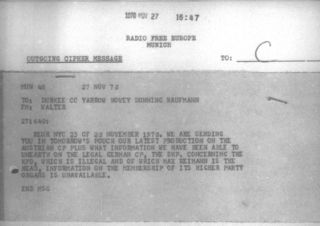 1970 NOV 27 16:47
RADIO FREE EUROPE
MUNICH
OUTGOING CIPHER MESSAGE
TO: C
MUN 48 27 NOV 70
TO: DURKEE CC YARROW HOVEY DUNNING KAUFMANN
FM: WALTER
271640:
REUR NYC 23 OF 25 NOVEMBER 1970. WE ARE SENDING
YOU IN TOMORROW'S POUCH OUR LATEST PRODUCTION ON THE
AUSTRIAN CP PLUS WHAT INFORMATION WE HAVE BEEN ABLE TO
UNEARTH ON THE LEGAL GERMAN CP, THE DKP. CONCERNING THE
KPD, WHICH IS ILLEGAL AND OF WHICH MAX REIMANN IS THE
HEAD, INFORMATION ON THE MEMBERSHIP OF ITS HIGHER PARTY
ORGANS IS UNAVAILABLE.
END MSG